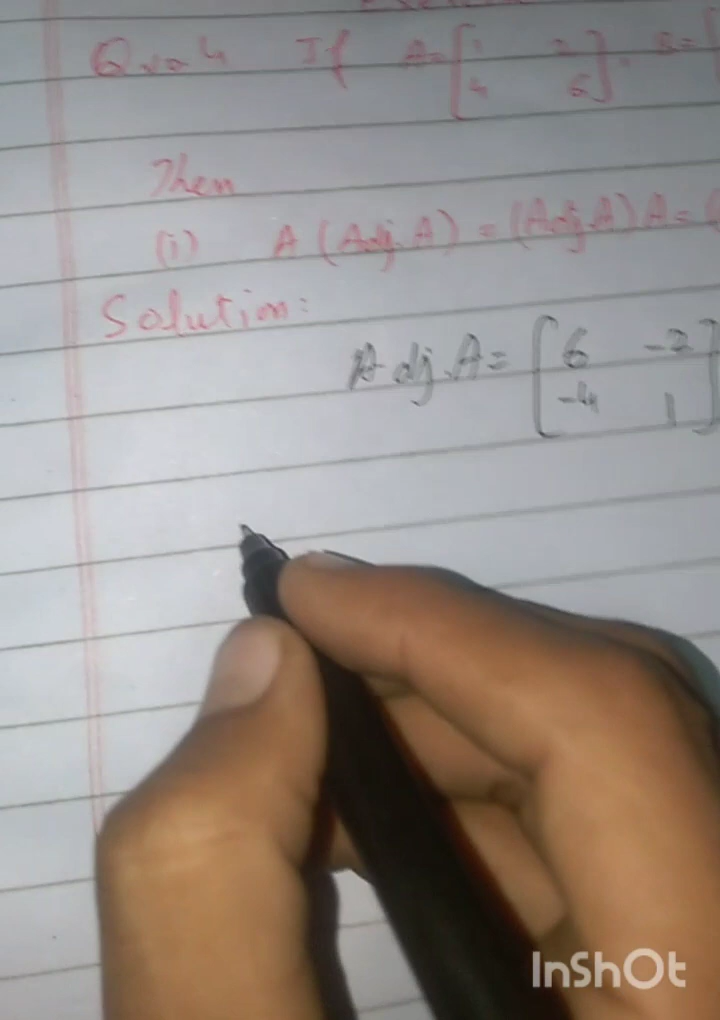 Q no 4 If A = [1 2], B = [
4 6
Then
(i) A (Adj. A) = (Adj. A) A = (
Solution:
Adj. A = [6 -2]
-4 1
InShOt